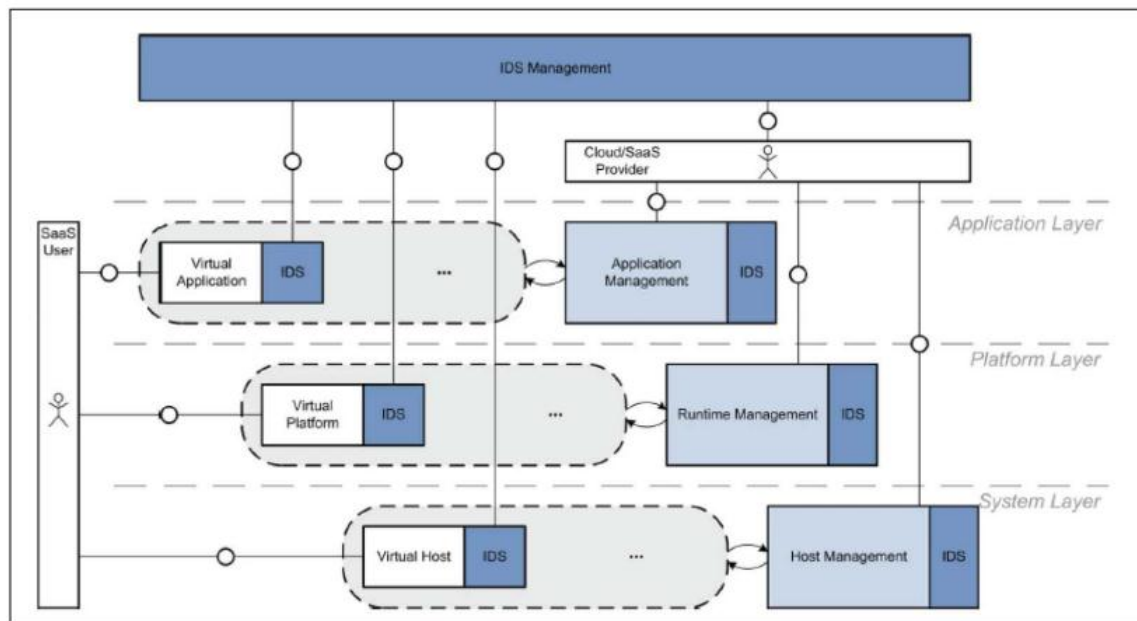 IDS Management
Cloud/SaaS
Provider
Application Layer
SaaS
User
Virtual
Application
IDS
...
Application
Management
IDS
Platform Layer
Virtual
Platform
IDS
...
Runtime Management
IDS
System Layer
Virtual Host
IDS
...
Host Management
IDS